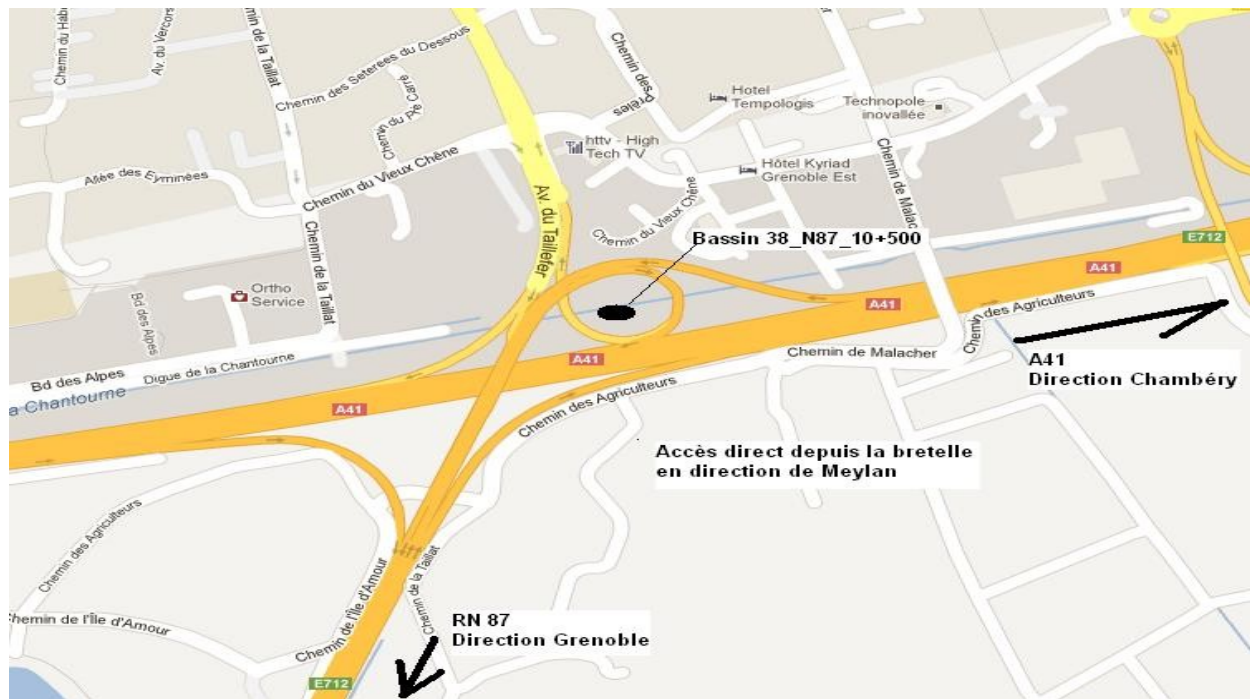 Chemin du Hab
Av. du Vercors
Chemin de la Taillat
Chemin des Seterees du Dessous
Chemin du Pré Carré
Chemin des
Prêles
Hotel
Tempologis
Technopole
inovallée
httv - High
Tech TV
Hôtel Kyriad
Grenoble Est
Chemin du Vieux Chêne
Allée des Eyminées
Chemin de la Taillat
Av. du Taillefer
Chemin du Vieux Chêne
Chemin de Malacher
Bassin 38_N87_10+500
E712
A41
A41
Ortho
Service
Bd des Alpes
Chemin des Agriculteurs
A41
Direction Chambéry
Chemin de Malacher
A41
Bd des Alpes
Digue de la Chantourne
a Chantourne
A41
Chemin des Agriculteurs
Accès direct depuis la bretelle
en direction de Meylan
Chemin des Agriculteurs
Chemin de la Taillat
Chemin de l'Île d'Amour
Chemin de l'Île d'Amour
RN 87
Direction Grenoble
E712